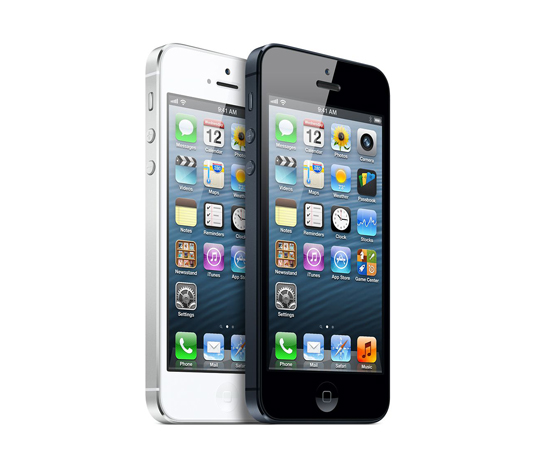 9:41 AM
Messages Calendar
Videos Maps
Notes Reminders
Newsstand iTunes App Store
Settings
Phone Mail Safari
9:41 AM
Messages Calendar Photos Camera
Videos Maps Weather Passbook
Notes Reminders Clock Stocks
Newsstand iTunes App Store Game Center
Settings
Phone Mail Safari Music
12
12